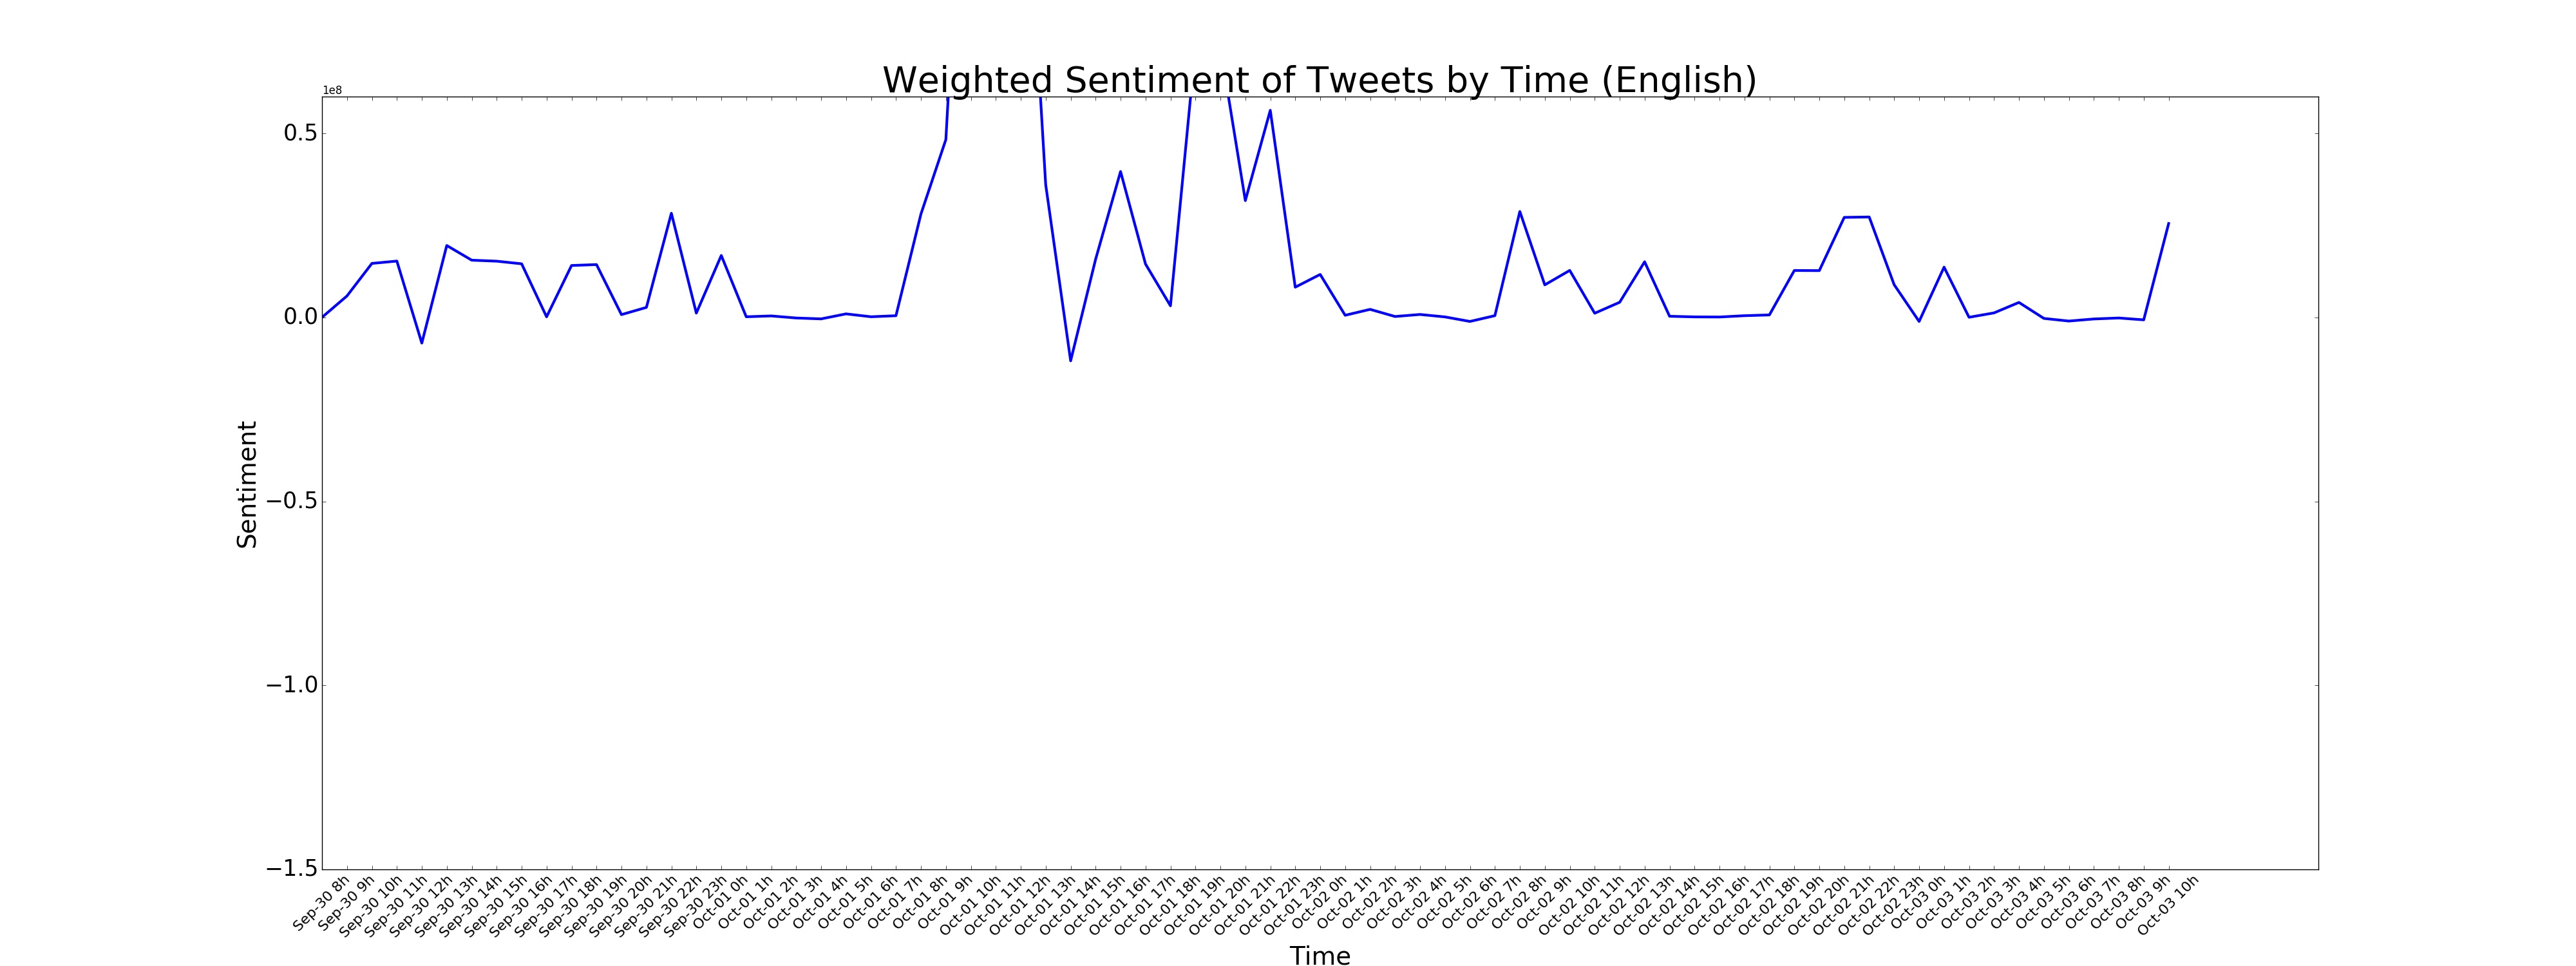 Weighted Sentiment of Tweets by Time (English)
1e8
0.5
0.0
−0.5
−1.0
−1.5
Sentiment
Sep-30 8h
Sep-30 9h
Sep-30 10h
Sep-30 11h
Sep-30 12h
Sep-30 13h
Sep-30 14h
Sep-30 15h
Sep-30 16h
Sep-30 17h
Sep-30 18h
Sep-30 19h
Sep-30 20h
Sep-30 21h
Sep-30 22h
Sep-30 23h
Oct-01 0h
Oct-01 1h
Oct-01 2h
Oct-01 3h
Oct-01 4h
Oct-01 5h
Oct-01 6h
Oct-01 7h
Oct-01 8h
Oct-01 9h
Oct-01 10h
Oct-01 11h
Oct-01 12h
Oct-01 13h
Oct-01 14h
Oct-01 15h
Oct-01 16h
Oct-01 17h
Oct-01 18h
Oct-01 19h
Oct-01 20h
Oct-01 21h
Oct-01 22h
Oct-01 23h
Oct-02 0h
Oct-02 1h
Oct-02 2h
Oct-02 3h
Oct-02 4h
Oct-02 5h
Oct-02 6h
Oct-02 7h
Oct-02 8h
Oct-02 9h
Oct-02 10h
Oct-02 11h
Oct-02 12h
Oct-02 13h
Oct-02 14h
Oct-02 15h
Oct-02 16h
Oct-02 17h
Oct-02 18h
Oct-02 19h
Oct-02 20h
Oct-02 21h
Oct-02 22h
Oct-02 23h
Oct-03 0h
Oct-03 1h
Oct-03 2h
Oct-03 3h
Oct-03 4h
Oct-03 5h
Oct-03 6h
Oct-03 7h
Oct-03 8h
Oct-03 9h
Oct-03 10h
Time